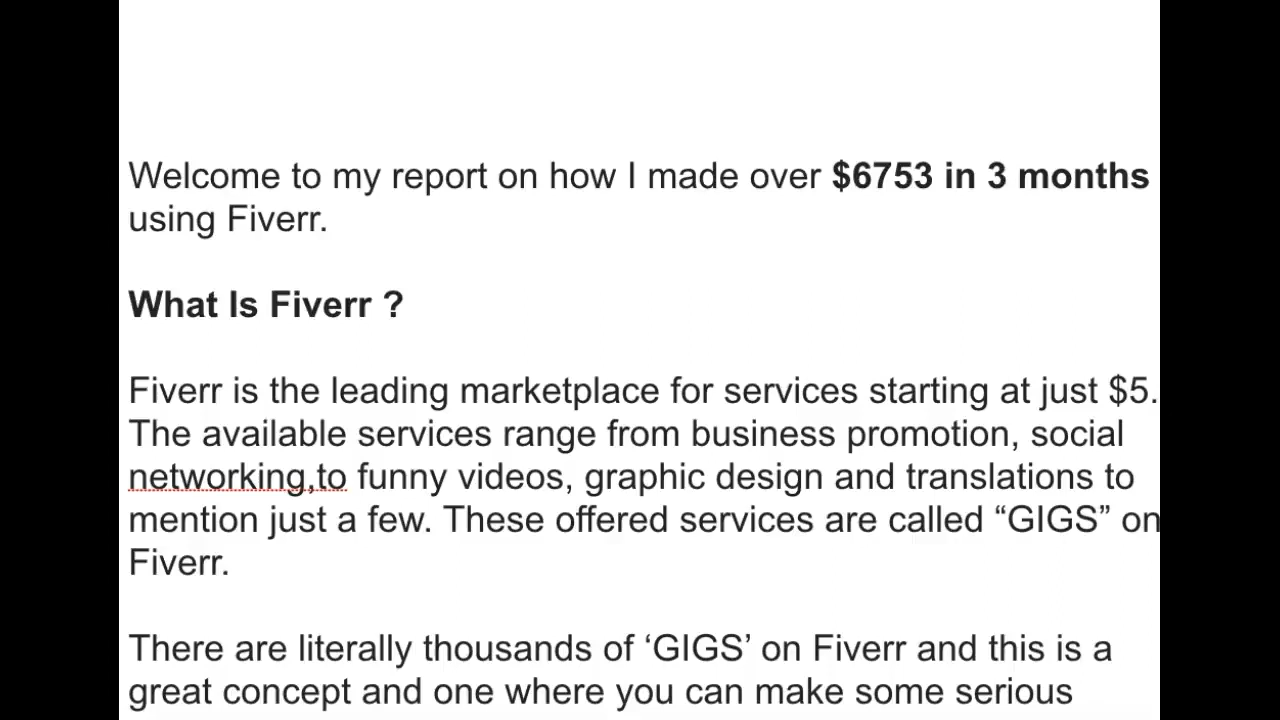 Welcome to my report on how I made over $6753 in 3 months
using Fiverr.
What Is Fiverr ?
Fiverr is the leading marketplace for services starting at just $5.
The available services range from business promotion, social
networking,to funny videos, graphic design and translations to
mention just a few. These offered services are called “GIGS” on
Fiverr.
There are literally thousands of ‘GIGS’ on Fiverr and this is a
great concept and one where you can make some serious